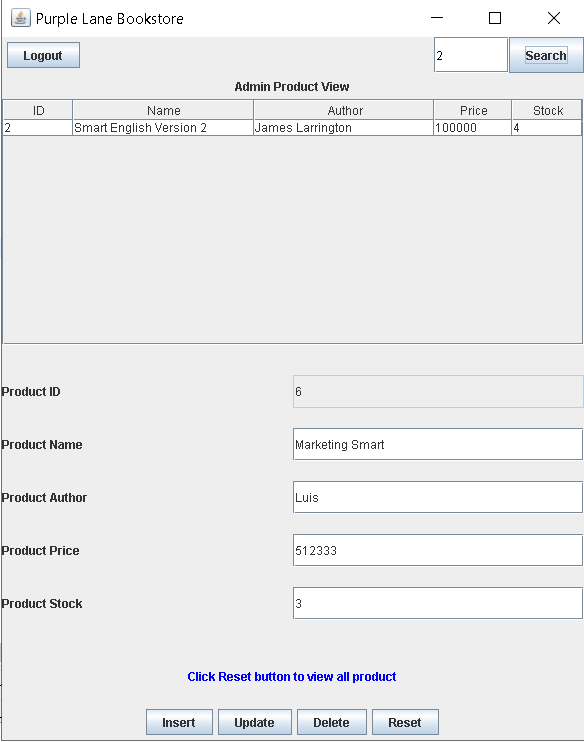 Purple Lane Bookstore
Logout 2 Search
Admin Product View
ID Name Author Price Stock
2 Smart English Version 2 James Larrington 100000 4
Product ID 6
Product Name Marketing Smart
Product Author Luis
Product Price 512333
Product Stock 3
Click Reset button to view all product
Insert Update Delete Reset